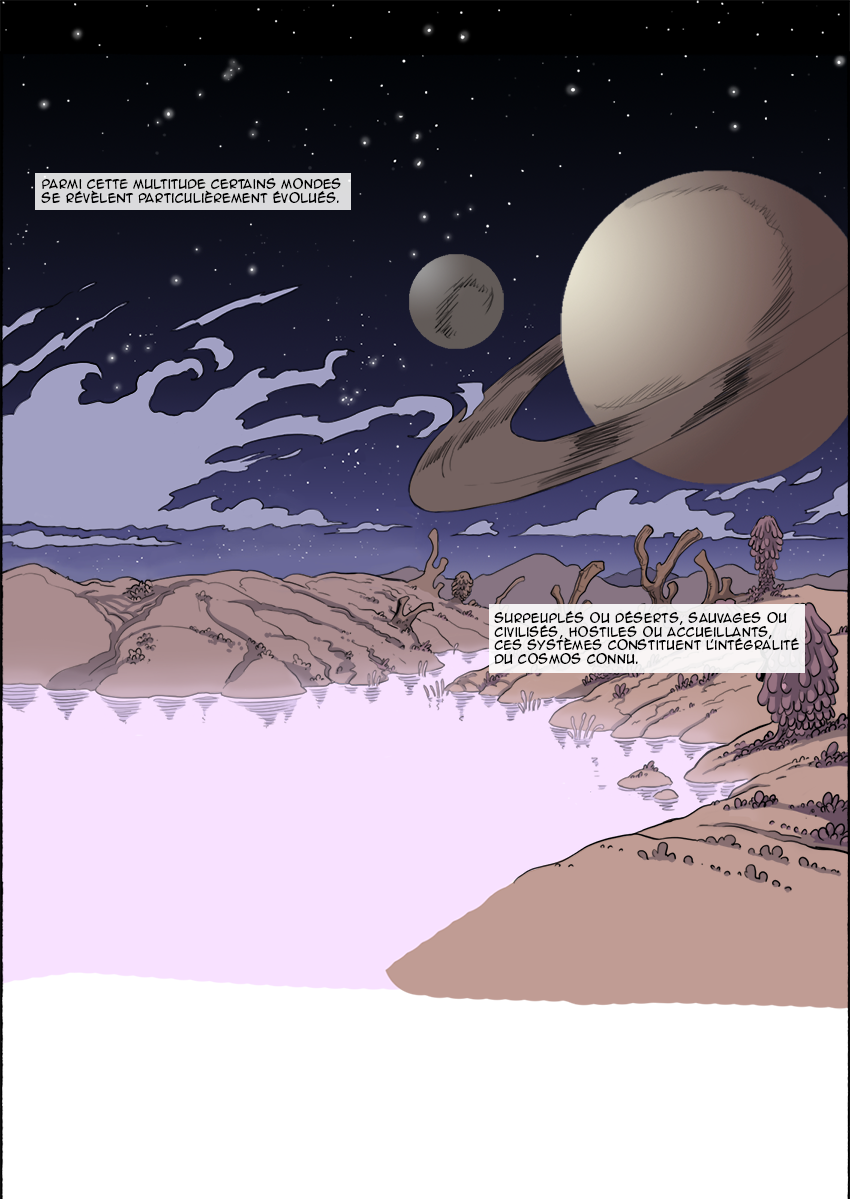 PARMI CETTE MULTITUDE CERTAINS MONDES
SE RÉVÈLENT PARTICULIÈREMENT ÉVOLUÉS.
SURPEUPLÉS OU DÉSERTS, SAUVAGES OU
CIVILISÉS, HOSTILES OU ACCUEILLANTS,
CES SYSTÈMES CONSTITUENT L'INTÉGRALITÉ
DU COSMOS CONNU.